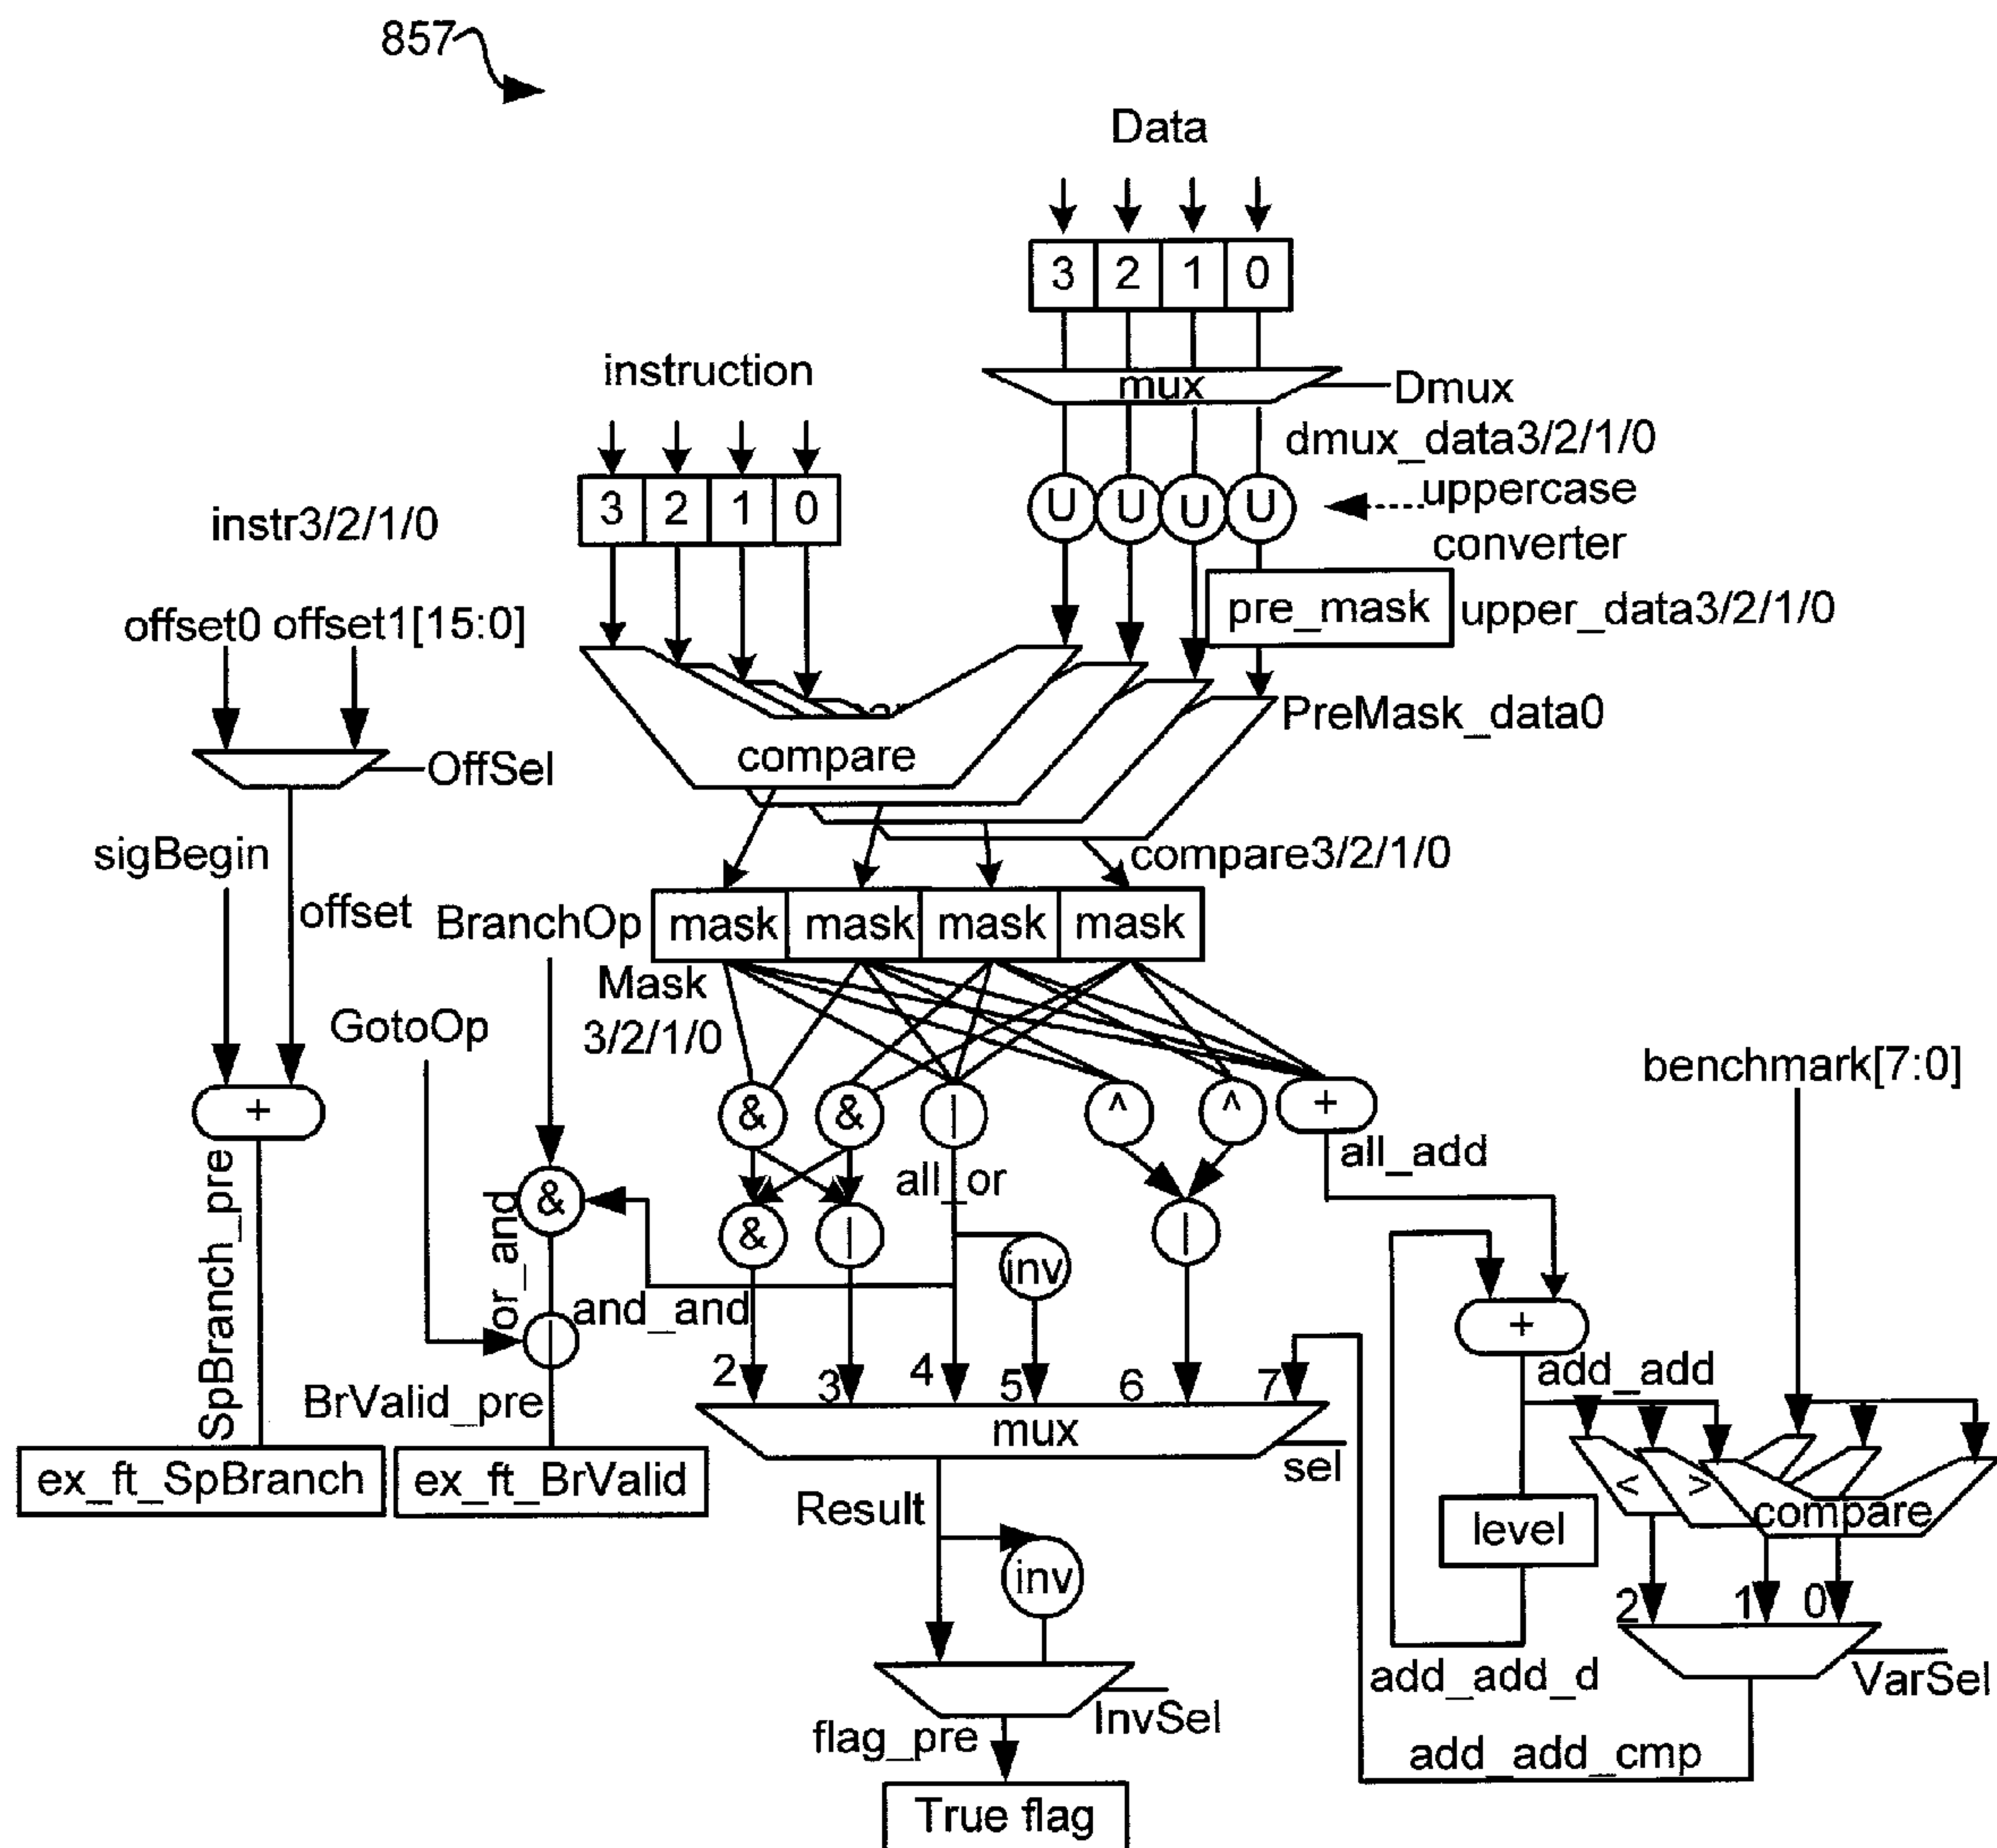 857
Data
3 2 1 0
instruction
mux
Dmux
dmux_data3/2/1/0
3 2 1 0
U U U U
uppercase
converter
instr3/2/1/0
pre_mask
upper_data3/2/1/0
offset0 offset1[15:0]
PreMask_data0
compare
OffSel
sigBegin
compare3/2/1/0
offset
BranchOp
mask mask mask mask
Mask
3/2/1/0
GotoOp
benchmark[7:0]
+
& & | ^ ^ +
all_add
all_or
SpBranch_pre
or_and
&
& | |
inv
and_and
|
+
add_add
2 3 4 5 6 7
BrValid_pre
mux
sel
ex_ft_SpBranch
ex_ft_BrValid
< > compare
Result
level
inv
2 1 0
add_add_d
VarSel
InvSel
flag_pre
add_add_cmp
True flag